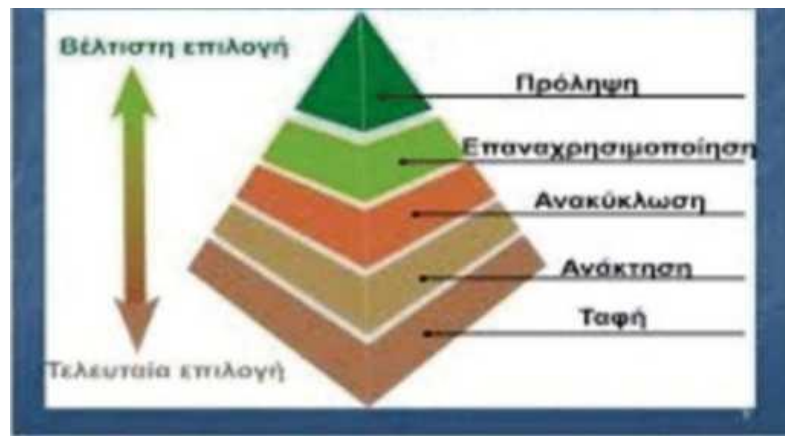 Βέλτιστη επιλογή
Πρόληψη
Επαναχρησιμοποίηση
Ανακύκλωση
Ανάκτηση
Ταφή
Τελευταία επιλογή